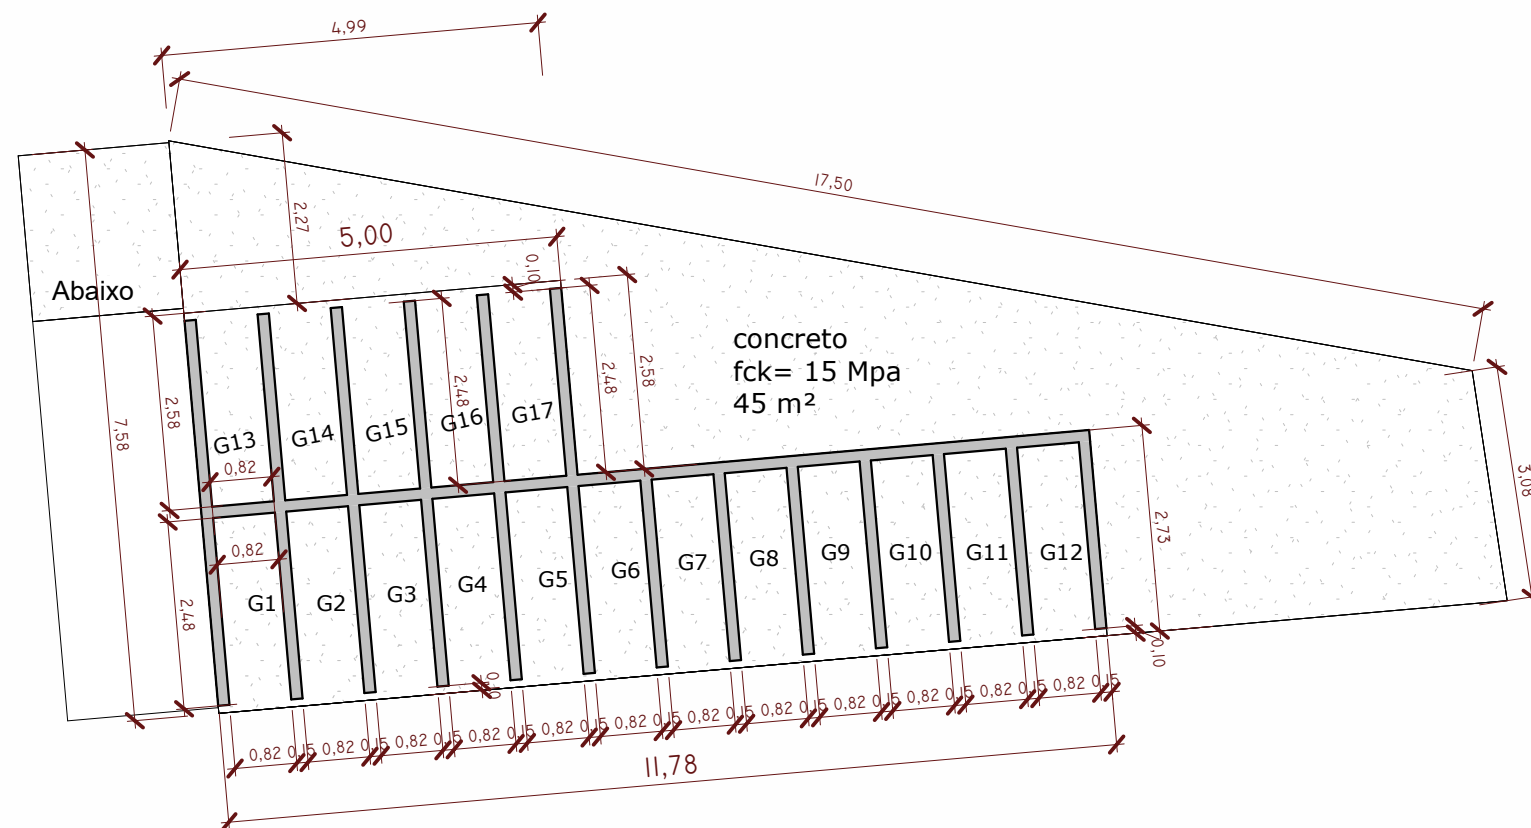 4,99
17,50
2,27
5,00
0,10
Abaixo
concreto
fck= 15 Mpa
45 m²
2,48
2,58
2,48
2,58
7,58
G13
G14
G15
G16
G17
0,82
3,08
2,73
0,82
G1
G2
G3
G4
G5
G6
G7
G8
G9
G10
G11
G12
2,48
0,10
0,10
0,82 0,15 0,82 0,15 0,82 0,15 0,82 0,15 0,82 0,15 0,82 0,15 0,82 0,15 0,82 0,15 0,82 0,15 0,82 0,15 0,82 0,15 0,82 0,15
11,78